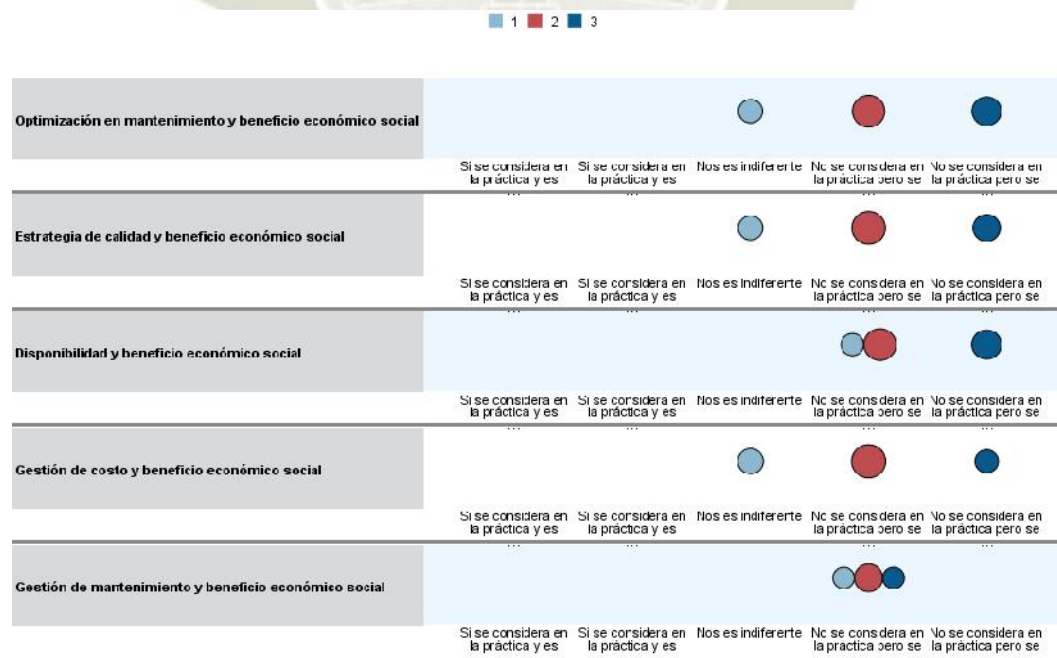 1 2 3
Optimización en mantenimiento y beneficio económico social
Si se considera en Si se considera en Nos es indiferente No se considera en No se considera en
la práctica y es la práctica y es la práctica pero se la práctica pero se
... ... ... ...
Estrategia de calidad y beneficio económico social
Si se considera en Si se considera en Nos es indiferente No se considera en No se considera en
la práctica y es la práctica y es la práctica pero se la práctica pero se
... ... ... ...
Disponibilidad y beneficio económico social
Si se considera en Si se considera en Nos es indiferente No se considera en No se considera en
la práctica y es la práctica y es la práctica pero se la práctica pero se
... ... ... ...
Gestión de costo y beneficio económico social
Si se considera en Si se considera en Nos es indiferente No se considera en No se considera en
la práctica y es la práctica y es la práctica pero se la práctica pero se
... ... ... ...
Gestión de mantenimiento y beneficio económico social
Si se considera en Si se considera en Nos es indiferente No se considera en No se considera en
la práctica y es la práctica y es la práctica pero se la práctica pero se